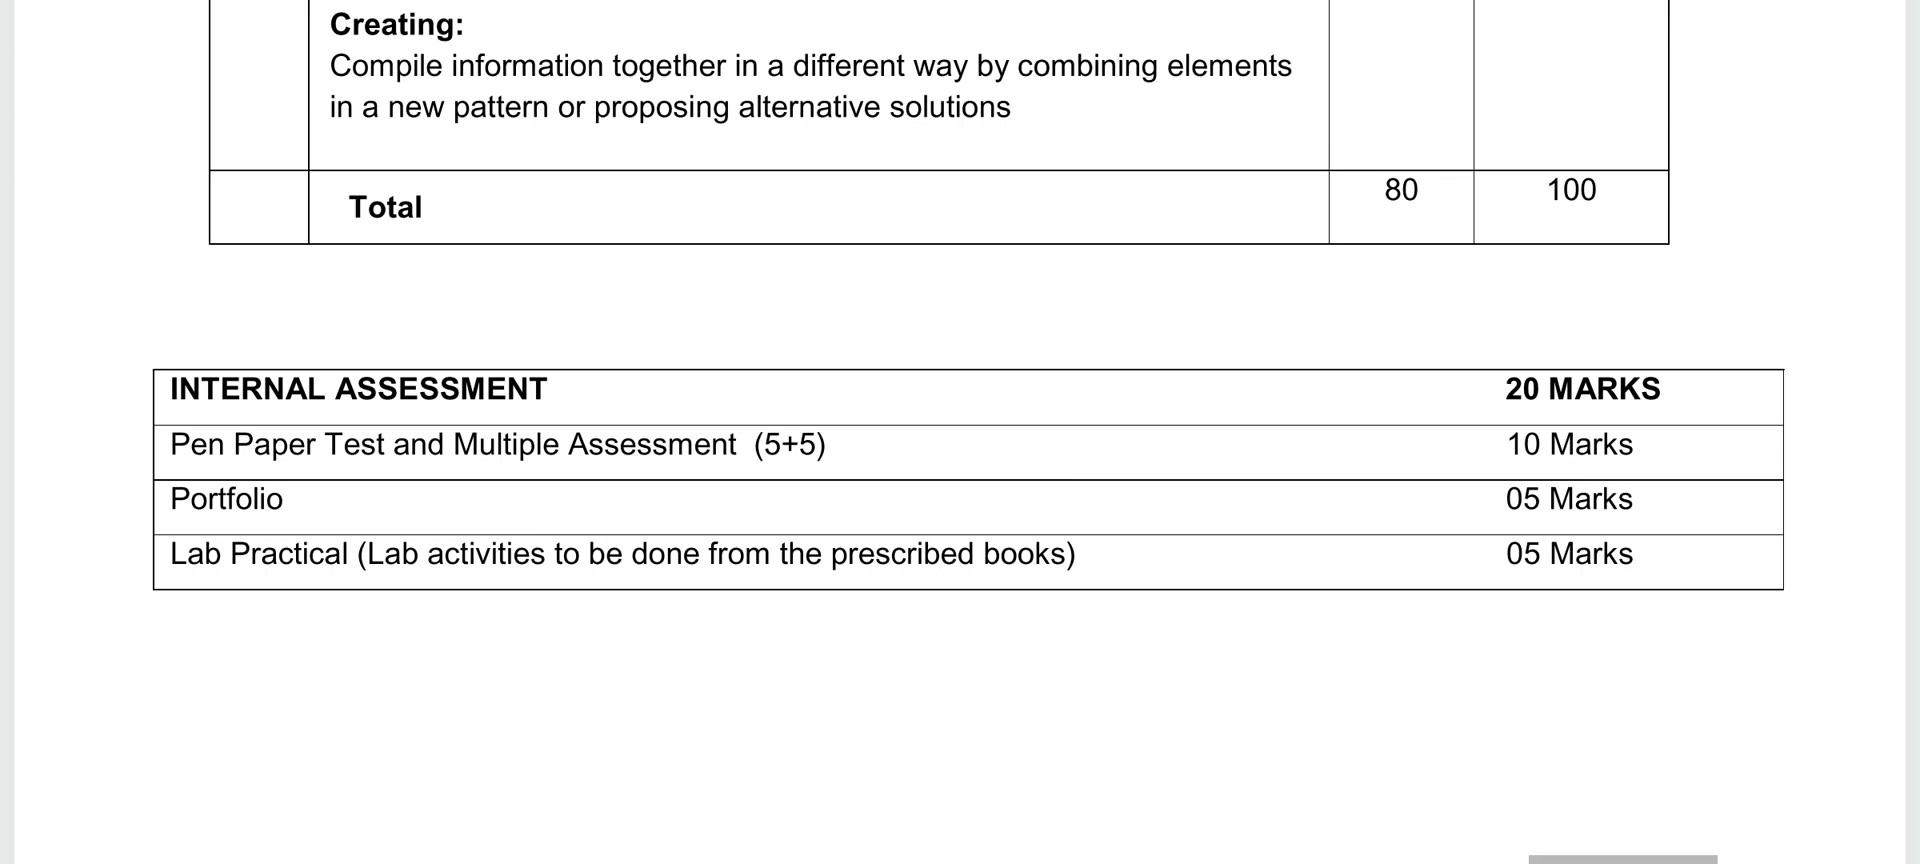 Creating:
Compile information together in a different way by combining elements
in a new pattern or proposing alternative solutions
Total 80 100
INTERNAL ASSESSMENT 20 MARKS
Pen Paper Test and Multiple Assessment (5+5) 10 Marks
Portfolio 05 Marks
Lab Practical (Lab activities to be done from the prescribed books) 05 Marks